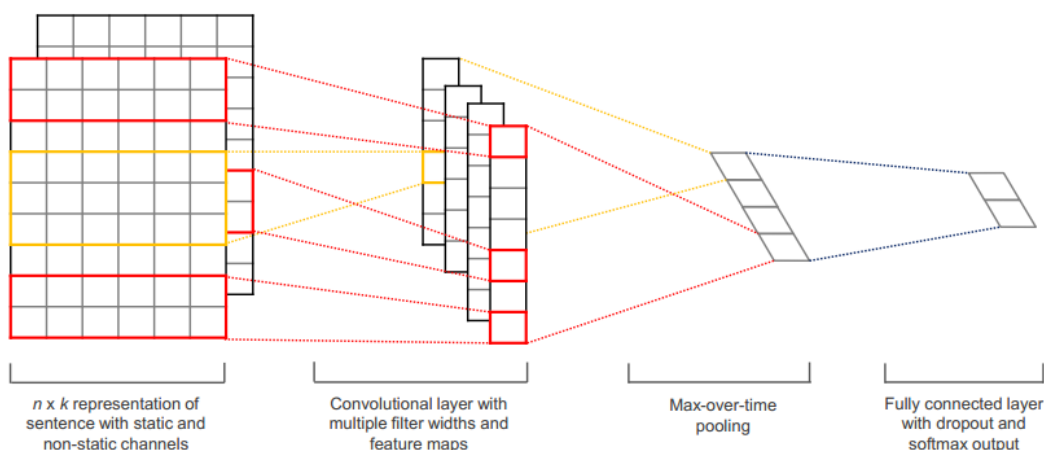 n x k representation of
sentence with static and
non-static channels
Convolutional layer with
multiple filter widths and
feature maps
Max-over-time
pooling
Fully connected layer
with dropout and
softmax output